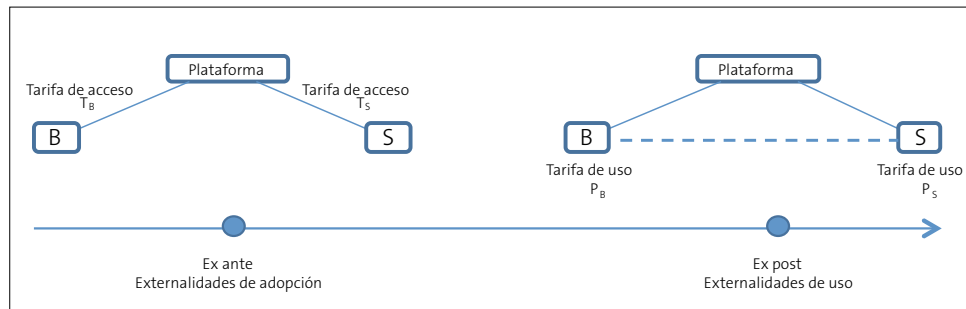 Plataforma
Tarifa de acceso
T_B
Tarifa de acceso
T_S
B
S
Plataforma
B
S
Tarifa de uso
P_B
Tarifa de uso
P_S
Ex ante
Externalidades de adopción
Ex post
Externalidades de uso